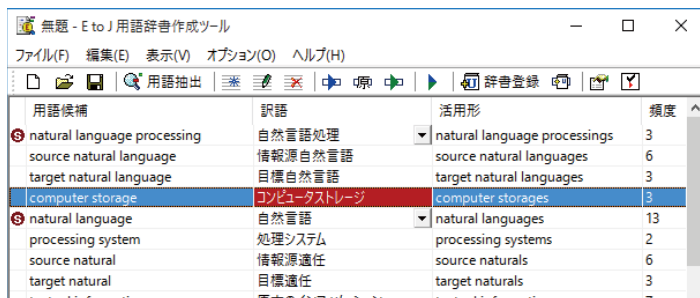 無題 - E to J 用語辞書作成ツール
ファイル(F) 編集(E) 表示(V) オプション(O) ヘルプ(H)
用語抽出 原 辞書登録
用語候補 訳語 活用形 頻度
S natural language processing 自然言語処理 natural language processings 3
source natural language 情報源自然言語 source natural languages 6
target natural language 目標自然言語 target natural languages 3
computer storage コンピュータストレージ computer storages 3
S natural language 自然言語 natural languages 13
processing system 処理システム processing systems 2
source natural 情報源適任 source naturals 6
target natural 目標適任 target naturals 3